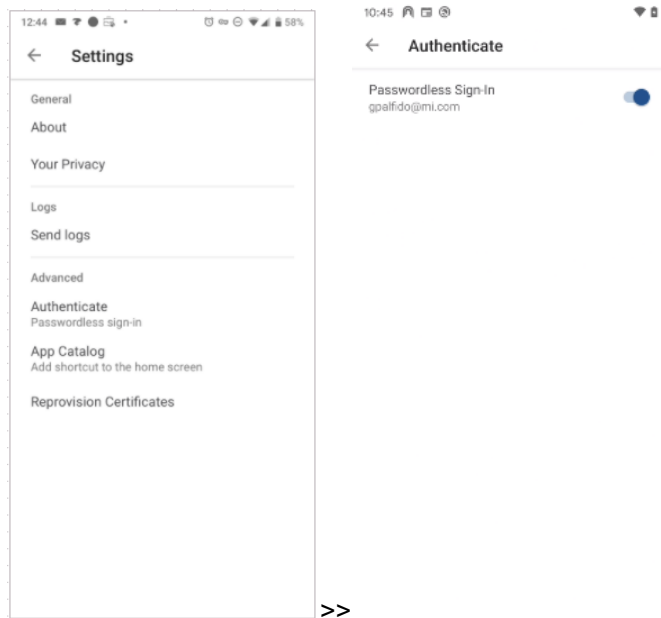 12:44
58%
Settings
General
About
Your Privacy
Logs
Send logs
Advanced
Authenticate
Passwordless sign-in
App Catalog
Add shortcut to the home screen
Reprovision Certificates
>>
10:45
Authenticate
Passwordless Sign-In
gpalfido@mi.com